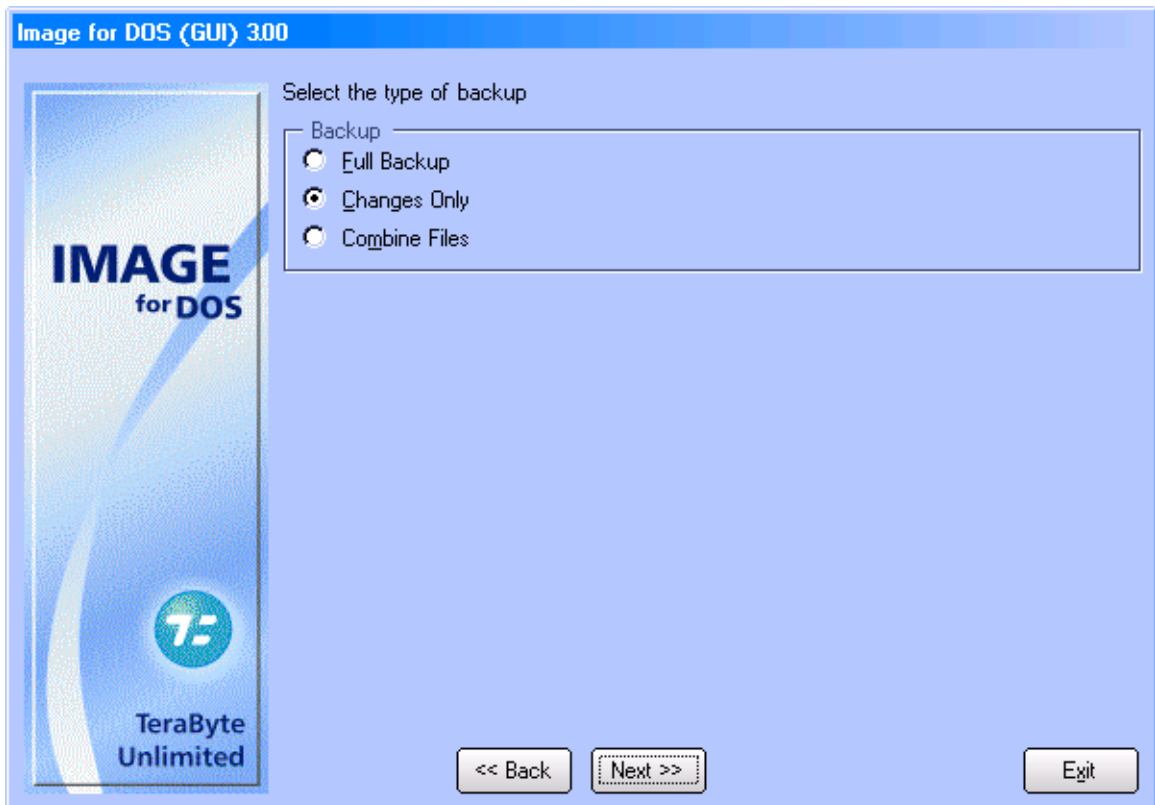 Image for DOS (GUI) 3.00
Select the type of backup
Backup
Full Backup
Changes Only
Combine Files
IMAGE
for DOS
TeraByte
Unlimited
<< Back
Next >>
Exit